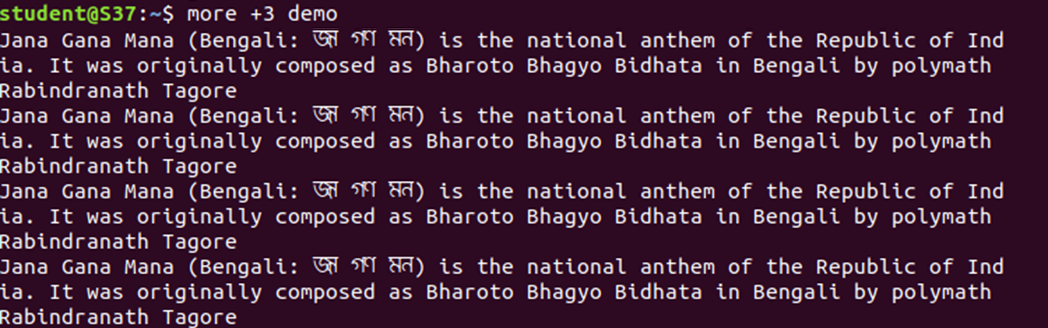 student@S37:~$ more +3 demo
Jana Gana Mana (Bengali: জন গণ মন) is the national anthem of the Republic of Ind
ia. It was originally composed as Bharoto Bhagyo Bidhata in Bengali by polymath
Rabindranath Tagore
Jana Gana Mana (Bengali: জন গণ মন) is the national anthem of the Republic of Ind
ia. It was originally composed as Bharoto Bhagyo Bidhata in Bengali by polymath
Rabindranath Tagore
Jana Gana Mana (Bengali: জন গণ মন) is the national anthem of the Republic of Ind
ia. It was originally composed as Bharoto Bhagyo Bidhata in Bengali by polymath
Rabindranath Tagore
Jana Gana Mana (Bengali: জন গণ মন) is the national anthem of the Republic of Ind
ia. It was originally composed as Bharoto Bhagyo Bidhata in Bengali by polymath
Rabindranath Tagore